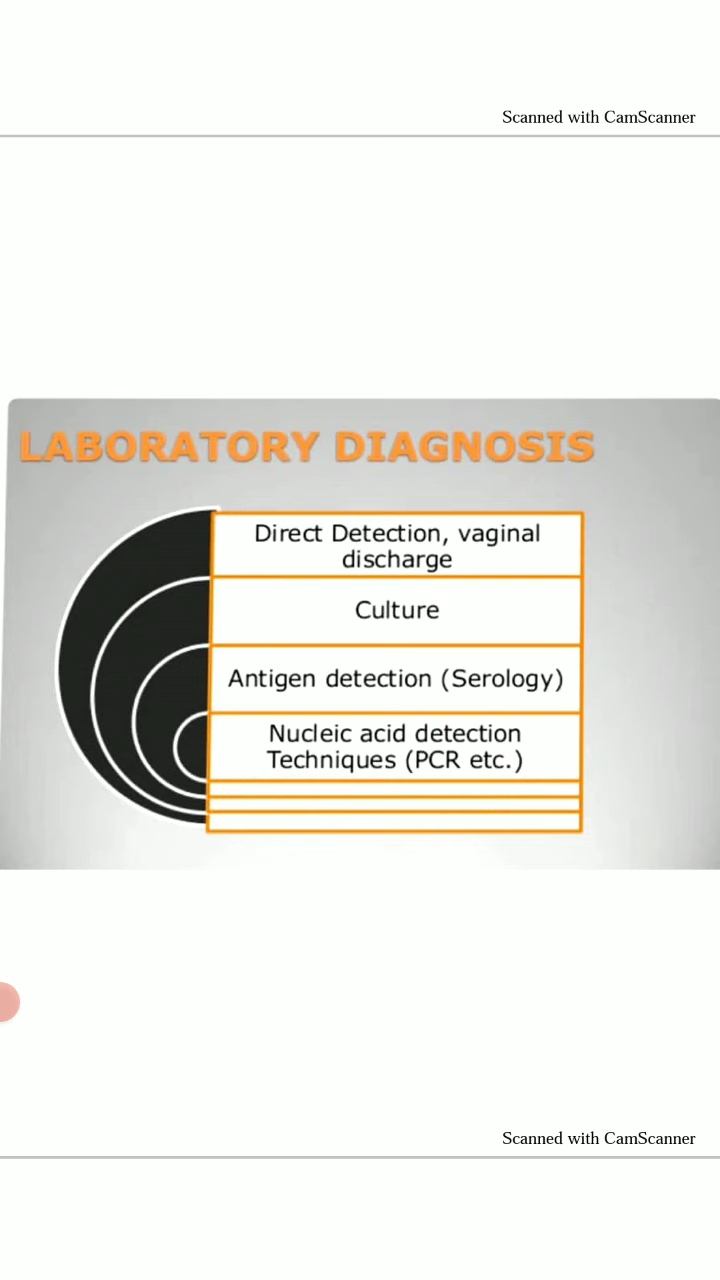 Scanned with CamScanner
LABORATORY DIAGNOSIS
Direct Detection, vaginal
discharge
Culture
Antigen detection (Serology)
Nucleic acid detection
Techniques (PCR etc.)
Scanned with CamScanner